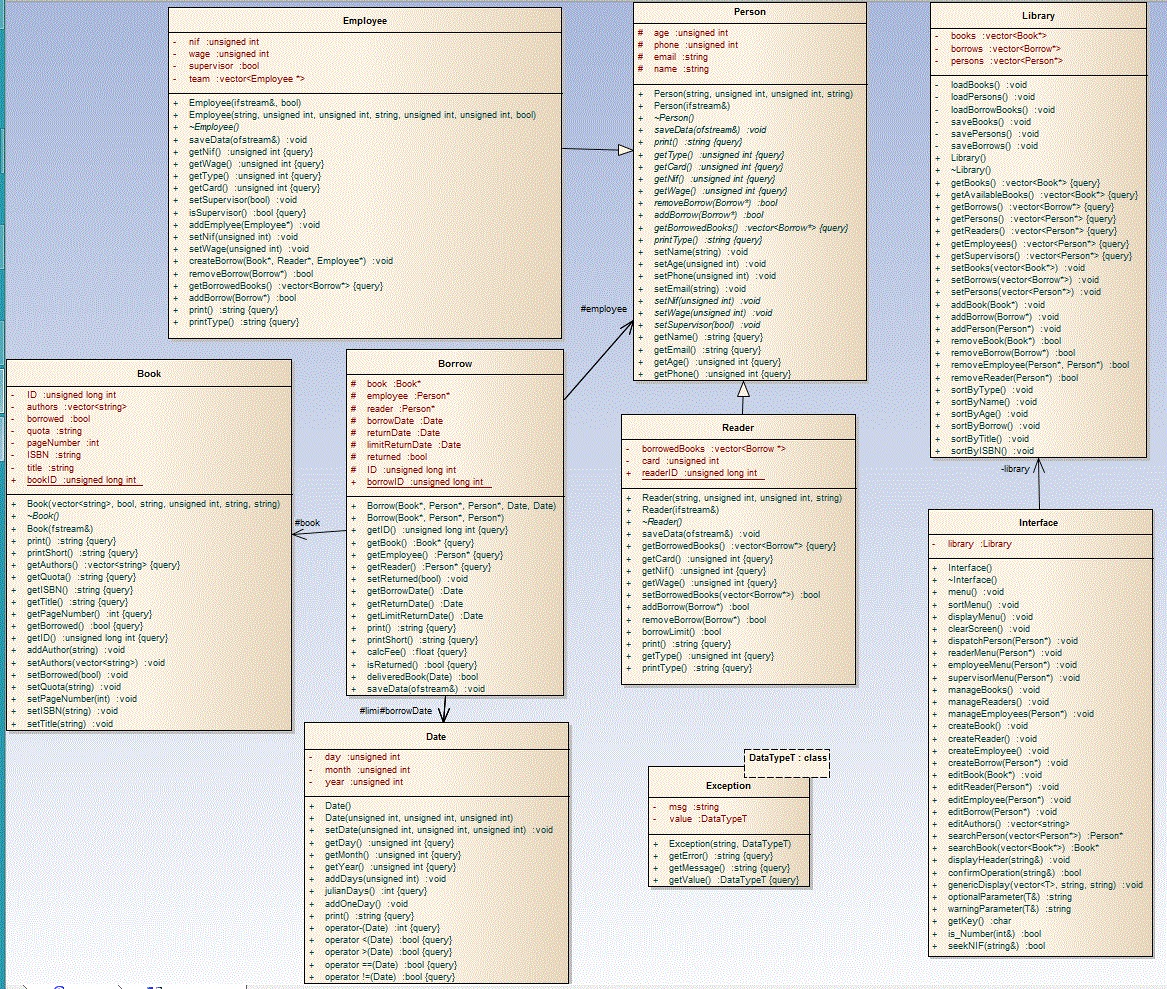 Employee
- nif :unsigned int
- wage :unsigned int
- supervisor :bool
- team :vector<Employee *>
+ Employee(ifstream&, bool)
+ Employee(string, unsigned int, unsigned int, string, unsigned int, unsigned int, bool)
+ ~Employee()
+ saveData(ofstream&) :void
+ getNif() :unsigned int {query}
+ getWage() :unsigned int {query}
+ getType() :unsigned int {query}
+ getCard() :unsigned int {query}
+ setSupervisor(bool) :void
+ isSupervisor() :bool {query}
+ addEmplyee(Employee*) :void
+ setNif(unsigned int) :void
+ setWage(unsigned int) :void
+ createBorrow(Book*, Reader*, Employee*) :void
+ removeBorrow(Borrow*) :bool
+ getBorrowedBooks() :vector<Borrow*> {query}
+ addBorrow(Borrow*) :bool
+ print() :string {query}
+ printType() :string {query}
Person
# age :unsigned int
# phone :unsigned int
# email :string
# name :string
+ Person(string, unsigned int, unsigned int, string)
+ Person(ifstream&)
+ ~Person()
+ saveData(ofstream&) :void
+ print() :string {query}
+ getType() :unsigned int {query}
+ getCard() :unsigned int {query}
+ getNif() :unsigned int {query}
+ getWage() :unsigned int {query}
+ removeBorrow(Borrow*) :bool
+ addBorrow(Borrow*) :bool
+ getBorrowedBooks() :vector<Borrow*> {query}
+ printType() :string {query}
+ setName(string) :void
+ setAge(unsigned int) :void
+ setPhone(unsigned int) :void
+ setEmail(string) :void
+ setNif(unsigned int) :void
+ setWage(unsigned int) :void
+ setSupervisor(bool) :void
+ getName() :string {query}
+ getEmail() :string {query}
+ getAge() :unsigned int {query}
+ getPhone() :unsigned int {query}
Library
- books :vector<Book*>
- borrows :vector<Borrow*>
- persons :vector<Person*>
- loadBooks() :void
- loadPersons() :void
- loadBorrowBooks() :void
- saveBooks() :void
- savePersons() :void
- saveBorrows() :void
+ Library()
+ ~Library()
+ getBooks() :vector<Book*> {query}
+ getAvailableBooks() :vector<Book*> {query}
+ getBorrows() :vector<Borrow*> {query}
+ getPersons() :vector<Person*> {query}
+ getReaders() :vector<Person*> {query}
+ getEmployees() :vector<Person*> {query}
+ getSupervisors() :vector<Person*> {query}
+ setBooks(vector<Book*>) :void
+ setBorrows(vector<Borrow*>) :void
+ setPersons(vector<Person*>) :void
+ addBook(Book*) :void
+ addBorrow(Borrow*) :void
+ addPerson(Person*) :void
+ removeBook(Book*) :bool
+ removeBorrow(Borrow*) :bool
+ removeEmployee(Person*, Person*) :bool
+ removeReader(Person*) :bool
+ sortByType() :void
+ sortByName() :void
+ sortByAge() :void
+ sortByBorrow() :void
+ sortByTitle() :void
+ sortByISBN() :void
#employee
Book
- ID :unsigned long int
- authors :vector<string>
- borrowed :bool
- quota :string
- pageNumber :int
- ISBN :string
- title :string
+ bookID :unsigned long int
+ Book(vector<string>, bool, string, unsigned int, string, string)
+ ~Book()
+ Book(fstream&)
+ print() :string {query}
+ printShort() :string {query}
+ getAuthors() :vector<string> {query}
+ getQuota() :string {query}
+ getISBN() :string {query}
+ getTitle() :string {query}
+ getPageNumber() :int {query}
+ getBorrowed() :bool {query}
+ getID() :unsigned long int {query}
+ addAuthor(string) :void
+ setAuthors(vector<string>) :void
+ setBorrowed(bool) :void
+ setQuota(string) :void
+ setPageNumber(int) :void
+ setISBN(string) :void
+ setTitle(string) :void
#book
Borrow
# book :Book*
# employee :Person*
# reader :Person*
# borrowDate :Date
# returnDate :Date
# limitReturnDate :Date
# returned :bool
# ID :unsigned long int
+ borrowID :unsigned long int
+ Borrow(Book*, Person*, Person*, Date, Date)
+ Borrow(Book*, Person*, Person*)
+ getID() :unsigned long int {query}
+ getBook() :Book* {query}
+ getEmployee() :Person* {query}
+ getReader() :Person* {query}
+ setReturned(bool) :void
+ getBorrowDate() :Date
+ getReturnDate() :Date
+ getLimitReturnDate() :Date
+ print() :string {query}
+ printShort() :string {query}
+ calcFee() :float {query}
+ isReturned() :bool {query}
+ deliveredBook(Date) :bool
+ saveData(ofstream&) :void
#limi#borrowDate
Reader
- borrowedBooks :vector<Borrow *>
- card :unsigned int
+ readerID :unsigned long int
+ Reader(string, unsigned int, unsigned int, string)
+ Reader(ifstream&)
+ ~Reader()
+ saveData(ofstream&) :void
+ getBorrowedBooks() :vector<Borrow*> {query}
+ getCard() :unsigned int {query}
+ getNif() :unsigned int {query}
+ getWage() :unsigned int {query}
+ setBorrowedBooks(vector<Borrow*>) :bool
+ addBorrow(Borrow*) :bool
+ removeBorrow(Borrow*) :bool
+ borrowLimit() :bool
+ print() :string {query}
+ getType() :unsigned int {query}
+ printType() :string {query}
-library
Interface
- library :Library
+ Interface()
+ ~Interface()
+ menu() :void
+ sortMenu() :void
+ displayMenu() :void
+ clearScreen() :void
+ dispatchPerson(Person*) :void
+ readerMenu(Person*) :void
+ employeeMenu(Person*) :void
+ supervisorMenu(Person*) :void
+ manageBooks() :void
+ manageReaders() :void
+ manageEmployees(Person*) :void
+ createBook() :void
+ createReader() :void
+ createEmployee() :void
+ createBorrow(Person*) :void
+ editBook(Book*) :void
+ editReader(Person*) :void
+ editEmployee(Person*) :void
+ editBorrow(Person*) :void
+ editAuthors() :vector<string>
+ searchPerson(vector<Person*>) :Person*
+ searchBook(vector<Book*>) :Book*
+ displayHeader(string&) :void
+ confirmOperation(string&) :bool
+ genericDisplay(vector<T>, string, string) :void
+ optionalParameter(T&) :string
+ warningParameter(T&) :string
+ getKey() :char
+ is_Number(int&) :bool
+ seekNIF(string&) :bool
Date
- day :unsigned int
- month :unsigned int
- year :unsigned int
+ Date()
+ Date(unsigned int, unsigned int, unsigned int)
+ setDate(unsigned int, unsigned int, unsigned int) :void
+ getDay() :unsigned int {query}
+ getMonth() :unsigned int {query}
+ getYear() :unsigned int {query}
+ addDays(unsigned int) :void
+ julianDays() :int {query}
+ addOneDay() :void
+ print() :string {query}
+ operator-(Date) :int {query}
+ operator <(Date) :bool {query}
+ operator >(Date) :bool {query}
+ operator ==(Date) :bool {query}
+ operator !=(Date) :bool {query}
DataTypeT : class
Exception
- msg :string
- value :DataTypeT
+ Exception(string, DataTypeT)
+ getError() :string {query}
+ getMessage() :string {query}
+ getValue() :DataTypeT {query}